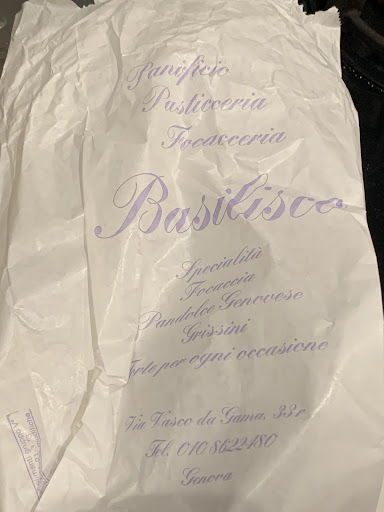 Panificio
Pasticceria
Focacceria
Basilisco
Specialità
Focaccia
Pandolce Genovese
Grissini
Torte per ogni occasione
Via Vasco da Gama, 33r
Tel. 010 8622480
Genova